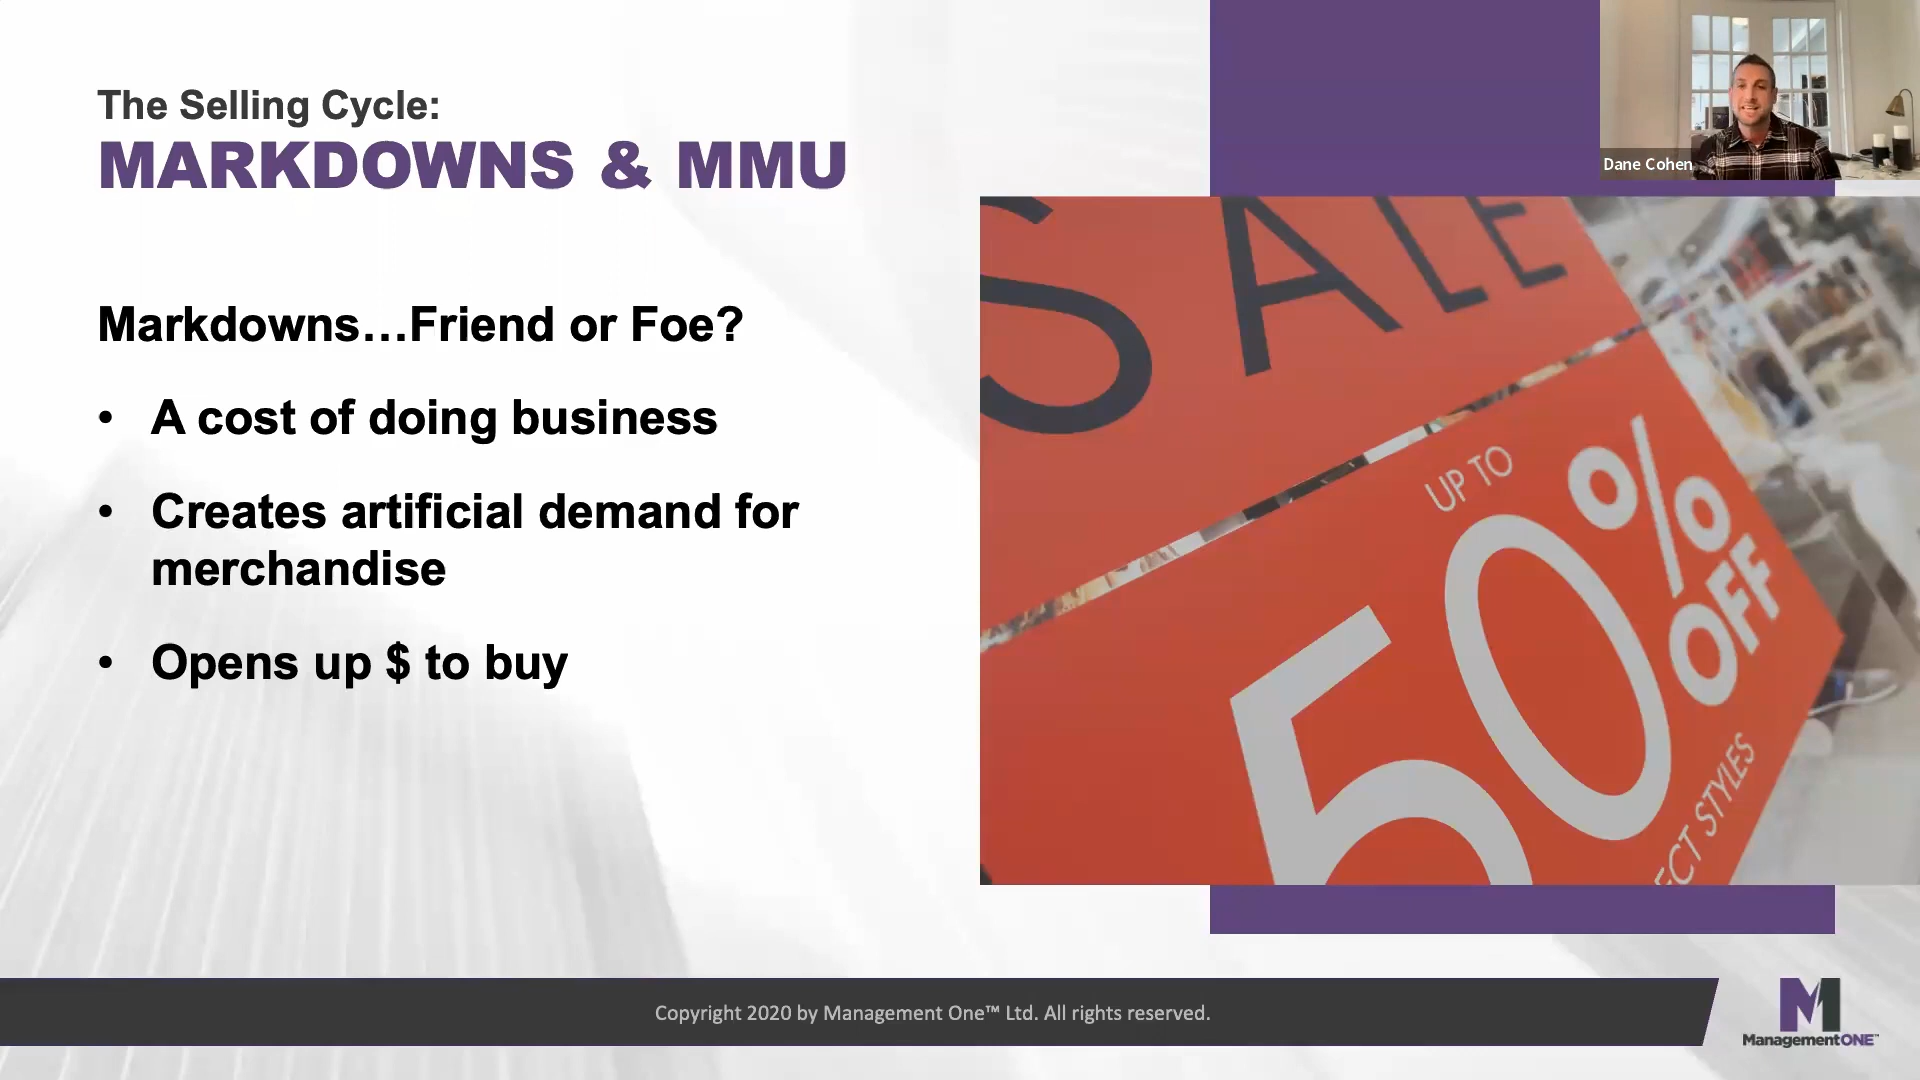 The Selling Cycle:
MARKDOWNS & MMU
Dane Cohen
Markdowns…Friend or Foe?
• A cost of doing business
• Creates artificial demand for
merchandise
• Opens up $ to buy
SALE
UP TO
50%
OFF
ECT STYLES
Copyright 2020 by Management One™ Ltd. All rights reserved.
M
ManagementONE™